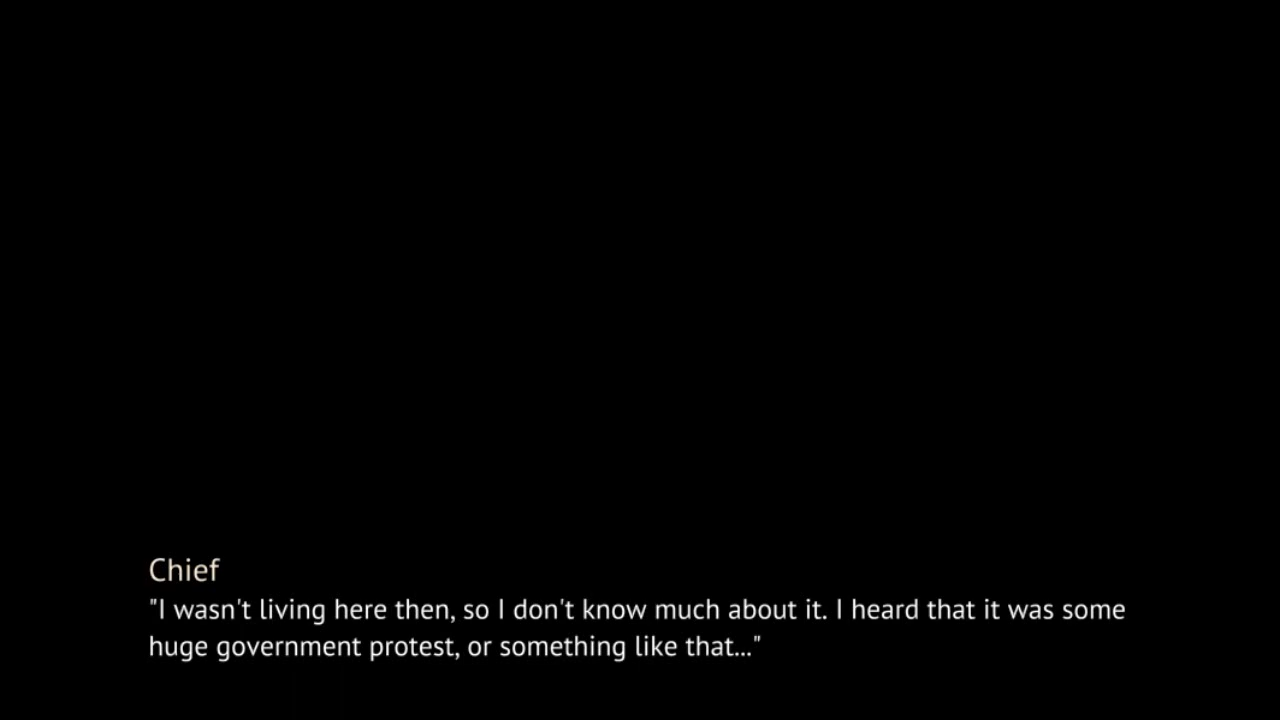 Chief
"I wasn't living here then, so I don't know much about it. I heard that it was some
huge government protest, or something like that..."